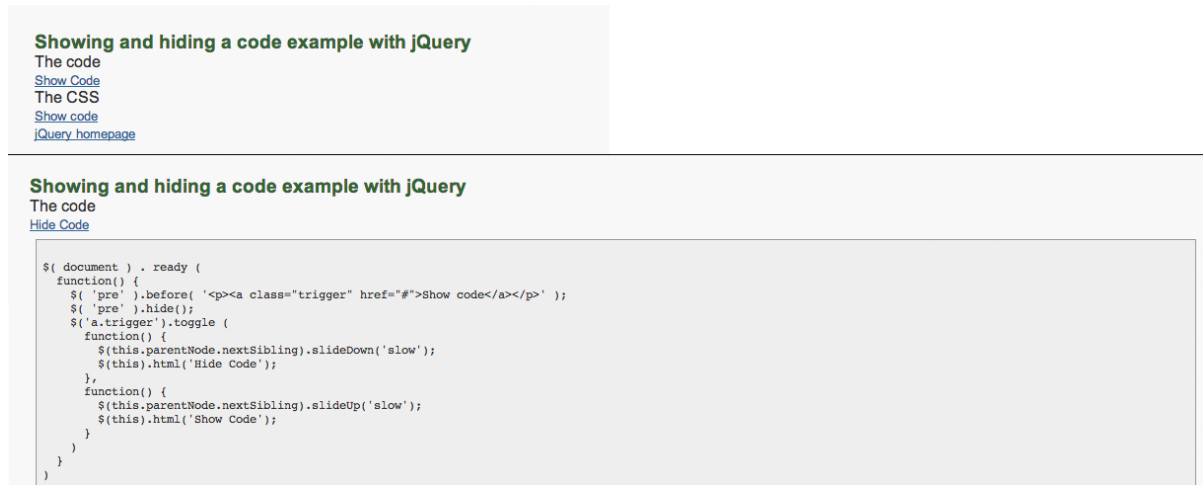 Showing and hiding a code example with jQuery
The code
Show Code
The CSS
Show code
jQuery homepage
Showing and hiding a code example with jQuery
The code
Hide Code
$( document ) . ready (
  function() {
    $( 'pre' ).before( '<p><a class="trigger" href="#">Show code</a></p>' );
    $( 'pre' ).hide();
    $('a.trigger').toggle (
      function() {
        $(this.parentNode.nextSibling).slideDown('slow');
        $(this).html('Hide Code');
      },
      function() {
        $(this.parentNode.nextSibling).slideUp('slow');
        $(this).html('Show Code');
      }
    )
  }
)